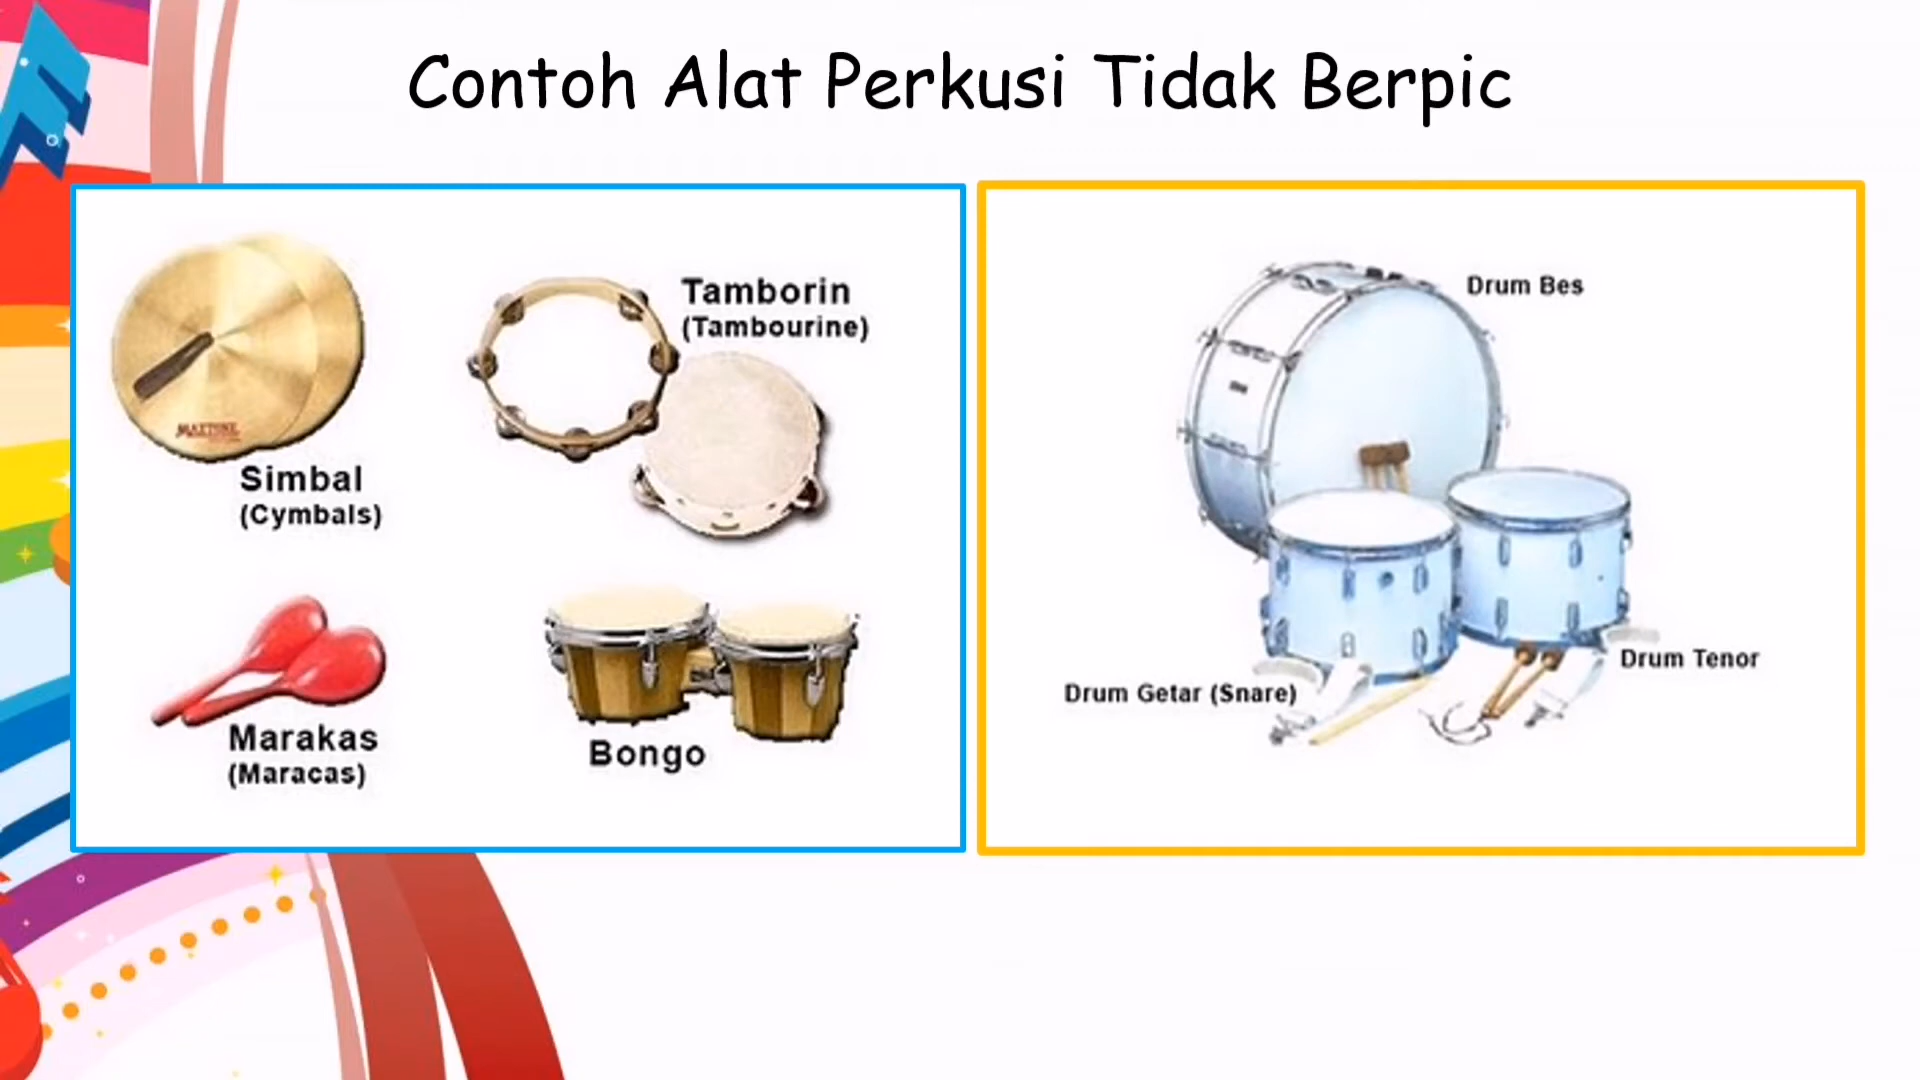 Contoh Alat Perkusi Tidak Berpic
Tamborin
(Tambourine)
Simbal
(Cymbals)
Marakas
(Maracas)
Bongo
Drum Bes
Drum Tenor
Drum Getar (Snare)